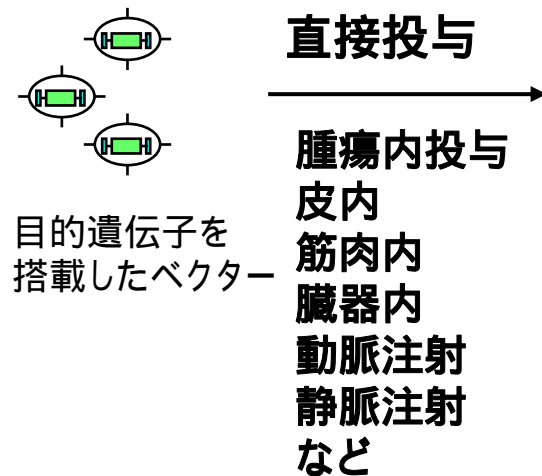 直接投与
腫瘍内投与
皮内
筋肉内
臓器内
動脈注射
静脈注射
など
目的遺伝子を
搭載したベクター